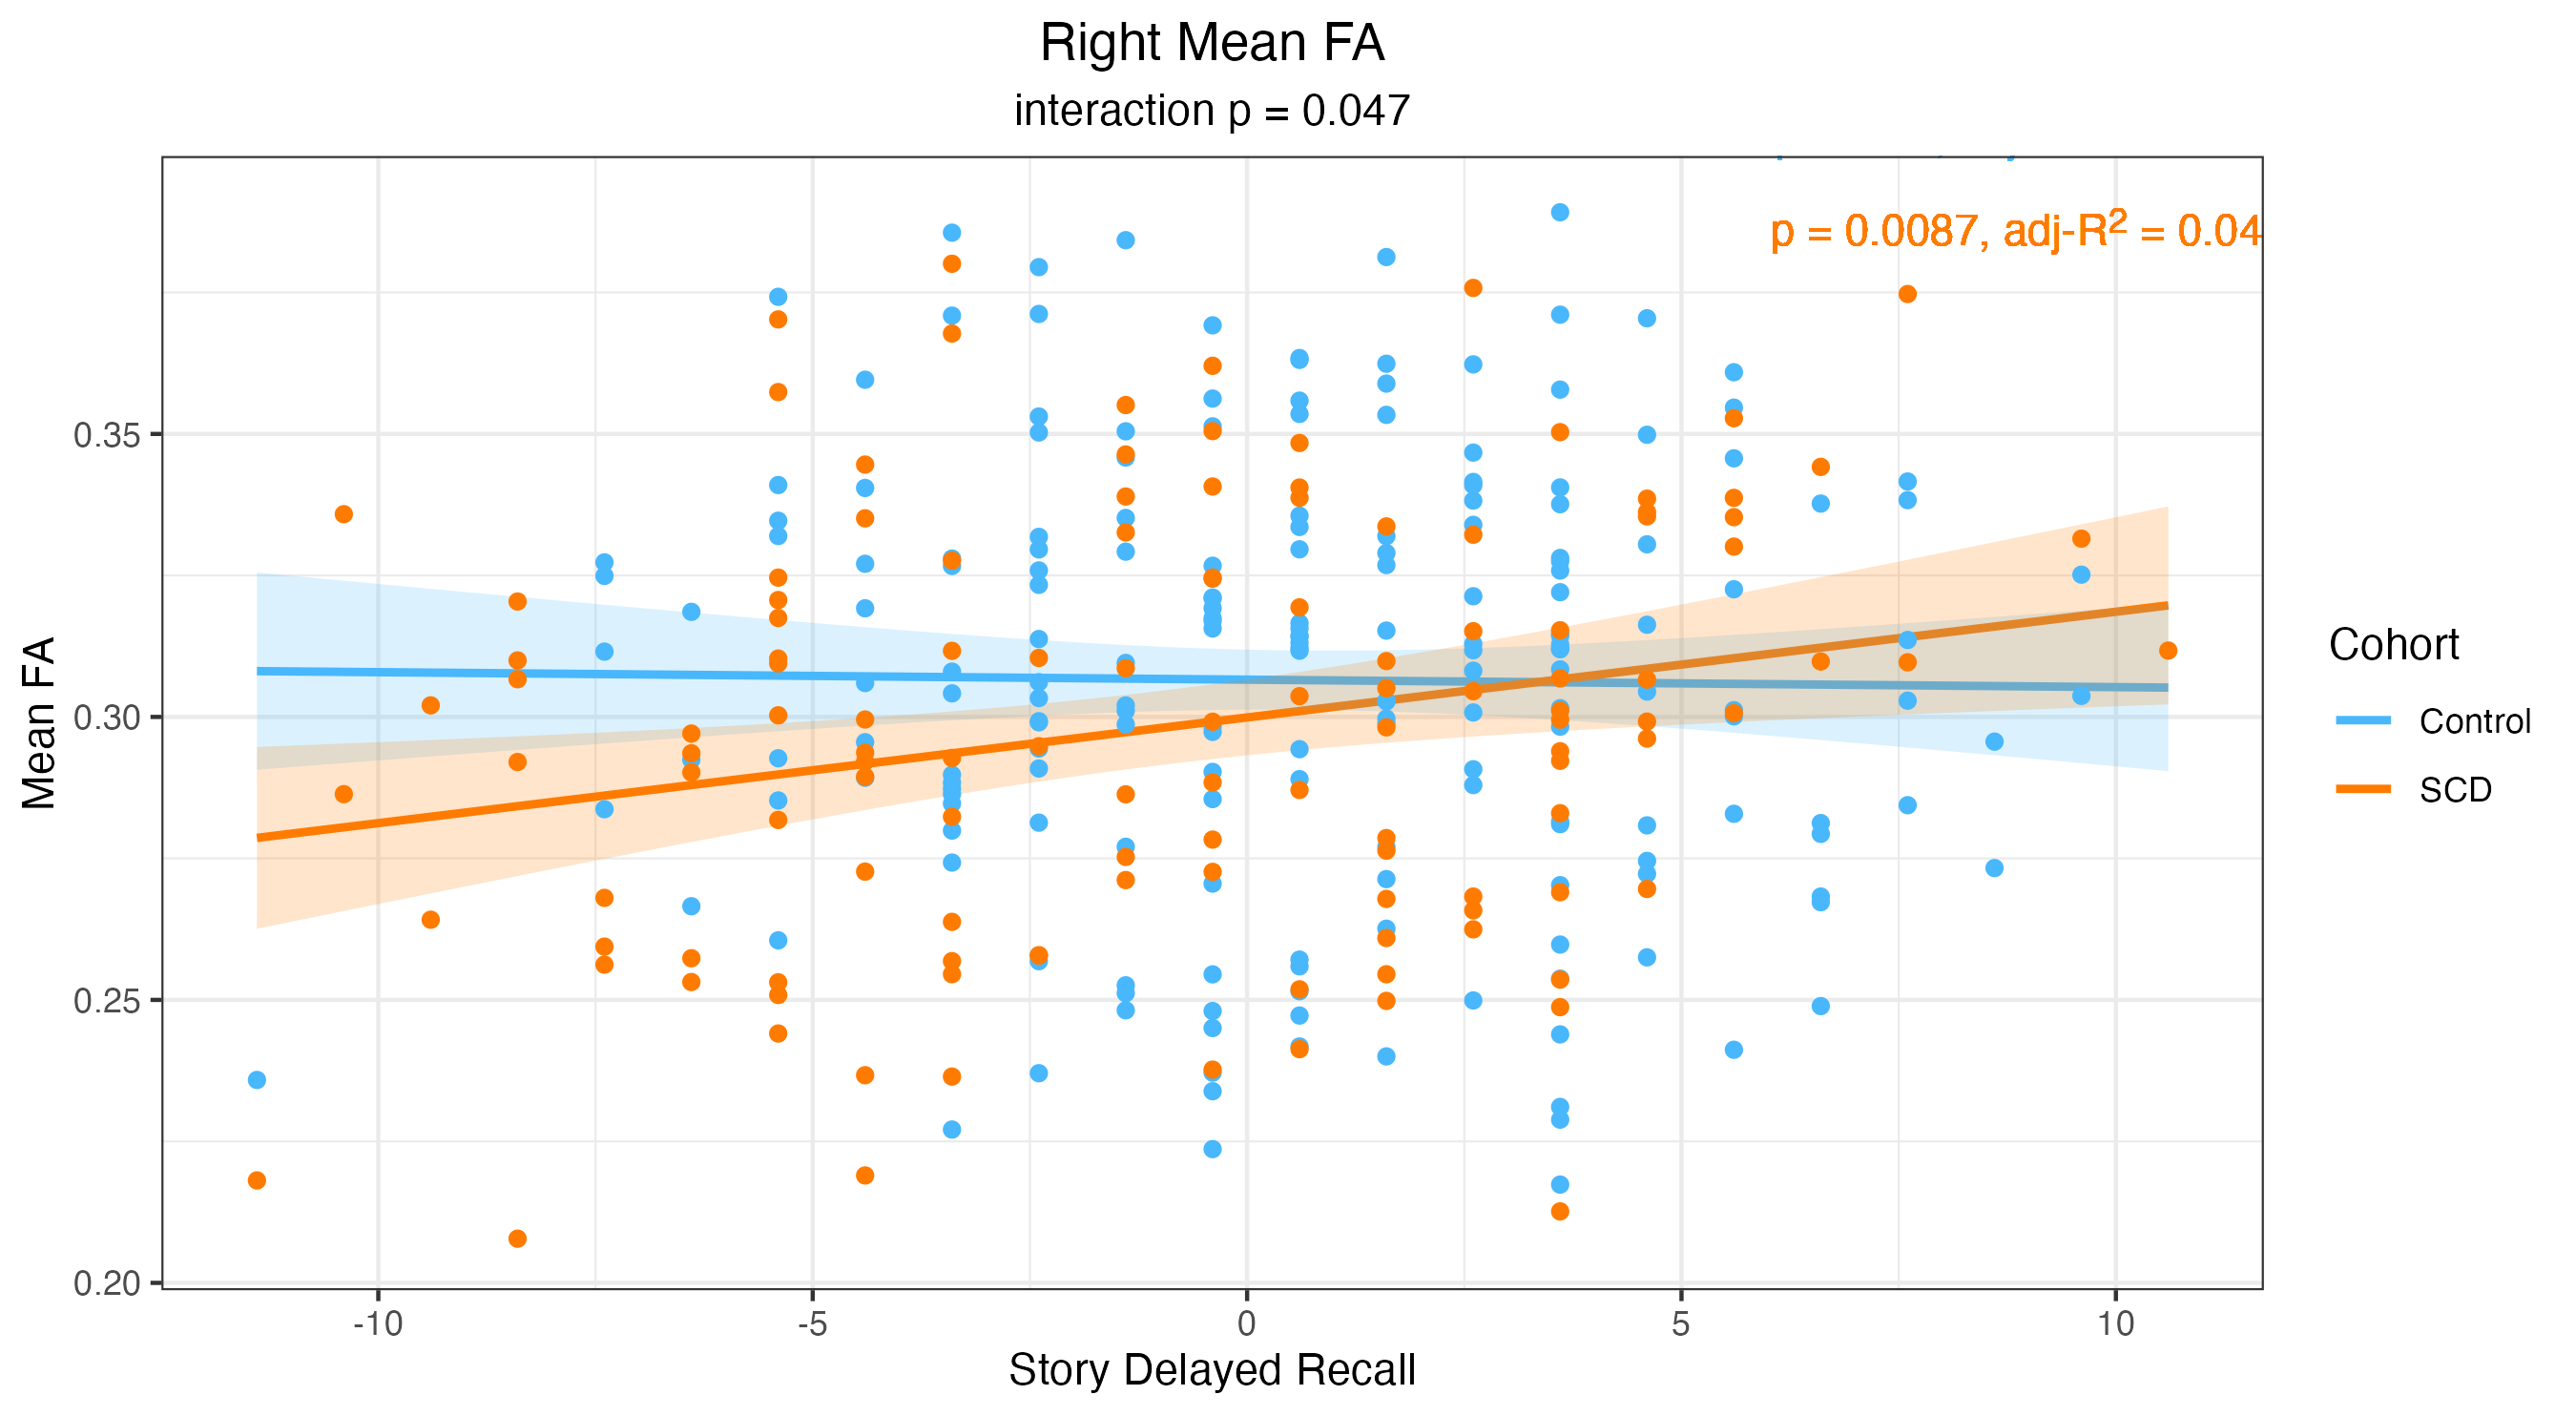 Right Mean FA
interaction p = 0.047
p = 0.0087, adj-R² = 0.04
Mean FA
0.35
0.30
0.25
0.20
-10
-5
0
5
10
Story Delayed Recall
Cohort
Control
SCD